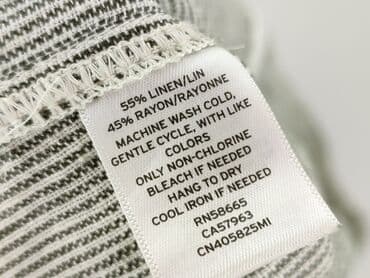 55% LINEN/LIN
45% RAYON/RAYONNE
MACHINE WASH COLD,
GENTLE CYCLE, WITH LIKE
COLORS
ONLY NON-CHLORINE
BLEACH IF NEEDED
HANG TO DRY
COOL IRON IF NEEDED
RN58665
CA57963
CN405825MI